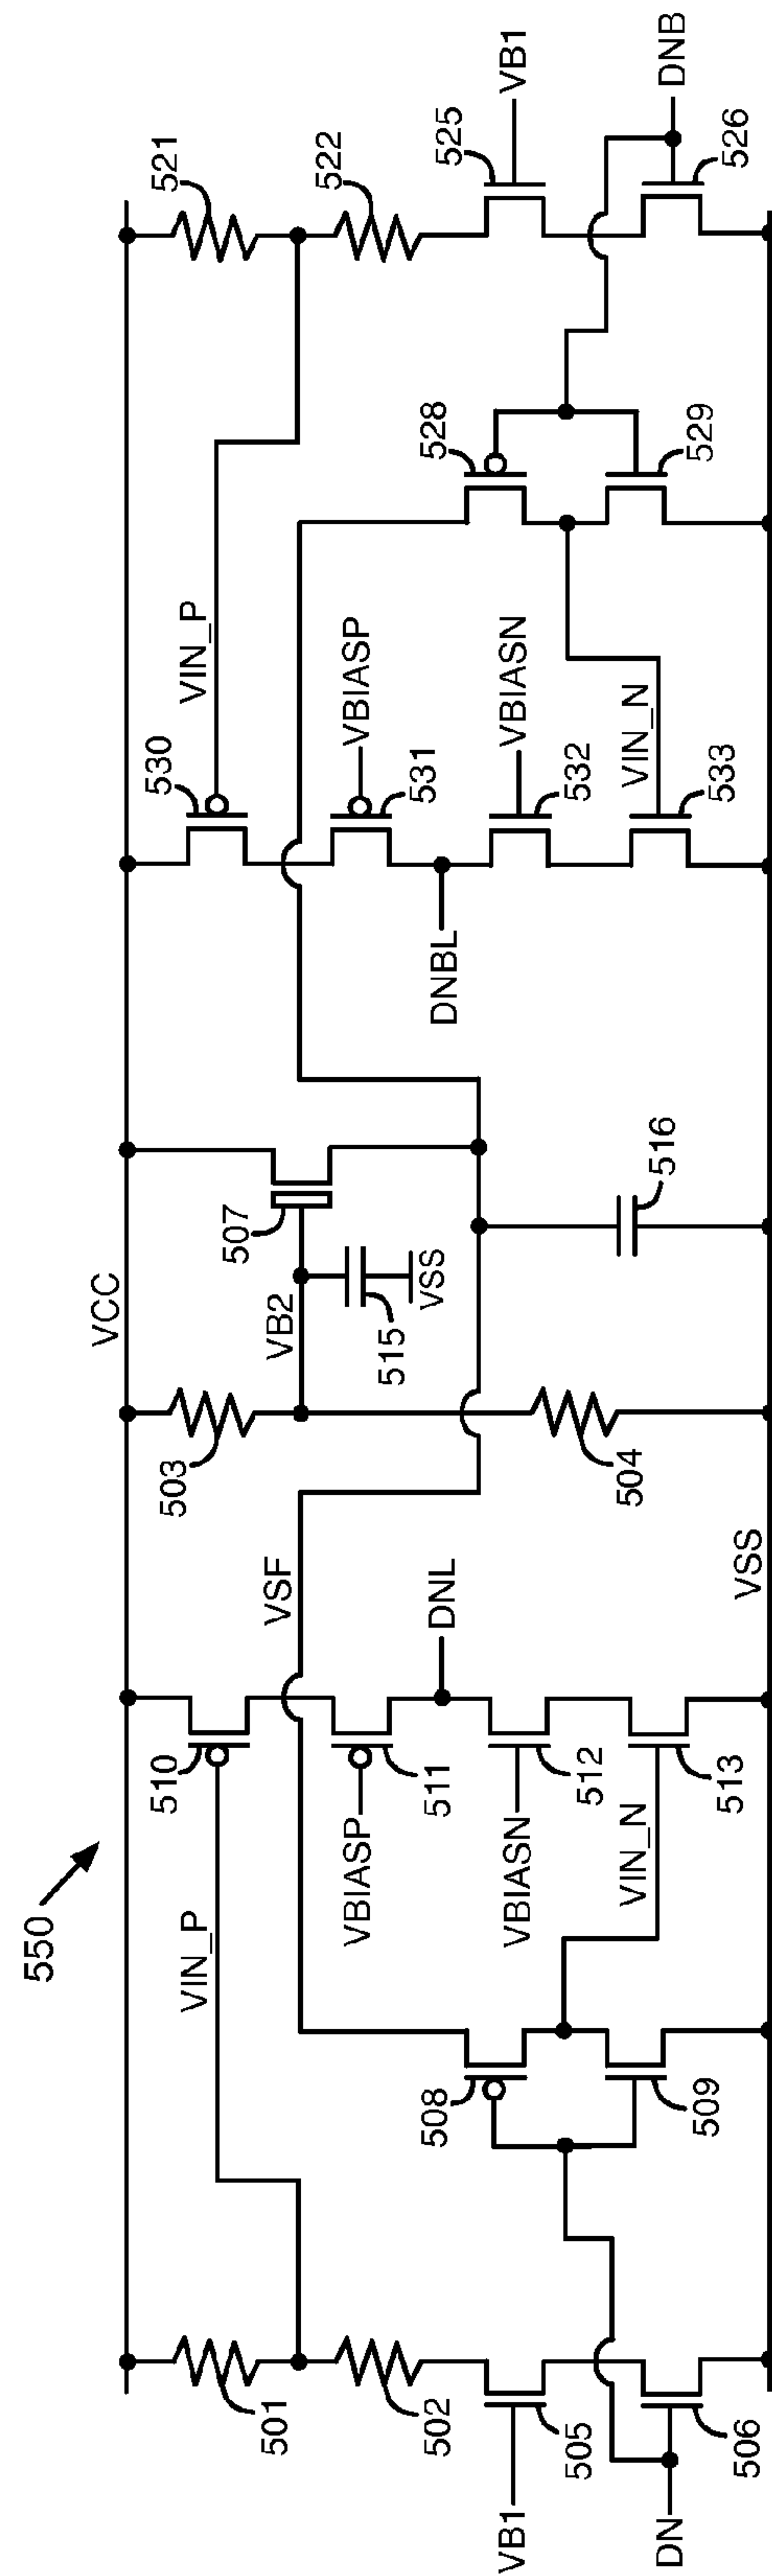 550
VCC
501
502
VB1
505
DN
506
VIN_P
508
509
510
VBIASP
511
VBIASN
512
VIN_N
513
DNL
VSF
VSS
503
504
VB2
507
515
VSS
516
DNBL
530
VIN_P
VBIASP
531
VBIASN
532
VIN_N
533
528
529
521
522
525
VB1
DNB
526